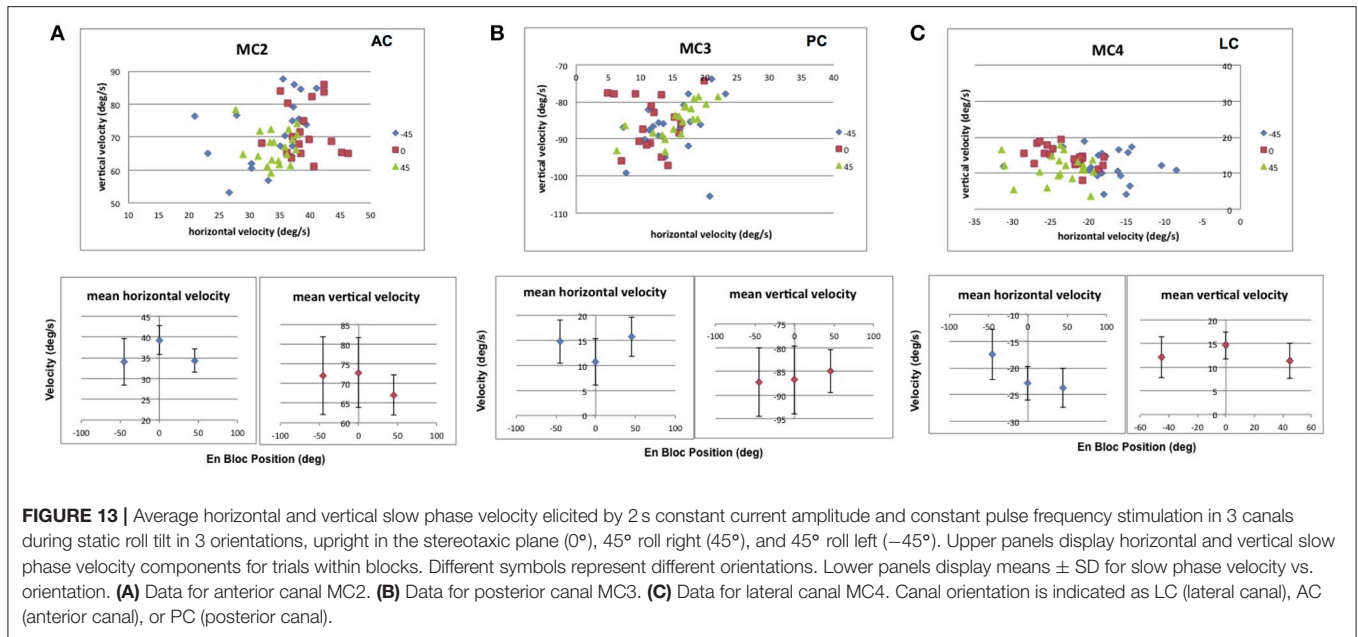 A
MC2
AC
vertical velocity (deg/s)
90
80
70
60
50
10 15 20 25 30 35 40 45 50
horizontal velocity (deg/s)
-45
0
45
B
MC3
PC
vertical velocity (deg/s)
-70
-80
-90
-100
-110
0 5 10 15 20 25 30 35 40
horizontal velocity (deg/s)
-45
0
45
C
MC4
LC
40
30
20
10
0
vertical velocity (deg/s)
-35 -30 -25 -20 -15 -10 -5 0
horizontal velocity (deg/s)
-45
0
45
mean horizontal velocity
Velocity (deg/s)
45
40
35
30
25
20
-100 -50 0 50 100
mean vertical velocity
85
80
75
70
65
60
-100 -50 0 50 100
En Bloc Position (deg)
mean horizontal velocity
Velocity (deg/s)
20
15
10
5
0
-100 -50 0 50 100
mean vertical velocity
-75
-100 -50 0 50 100
-80
-85
-90
-95
En Bloc Position (deg)
mean horizontal velocity
Velocity (deg/s)
-10
-100 -50 0 50 100
-15
-20
-25
-30
mean vertical velocity
20
15
10
5
0
-60 -40 -20 0 20 40 60
En Bloc Position (deg)
FIGURE 13 | Average horizontal and vertical slow phase velocity elicited by 2 s constant current amplitude and constant pulse frequency stimulation in 3 canals
during static roll tilt in 3 orientations, upright in the stereotaxic plane (0°), 45° roll right (45°), and 45° roll left (−45°). Upper panels display horizontal and vertical slow
phase velocity components for trials within blocks. Different symbols represent different orientations. Lower panels display means ± SD for slow phase velocity vs.
orientation. (A) Data for anterior canal MC2. (B) Data for posterior canal MC3. (C) Data for lateral canal MC4. Canal orientation is indicated as LC (lateral canal), AC
(anterior canal), or PC (posterior canal).